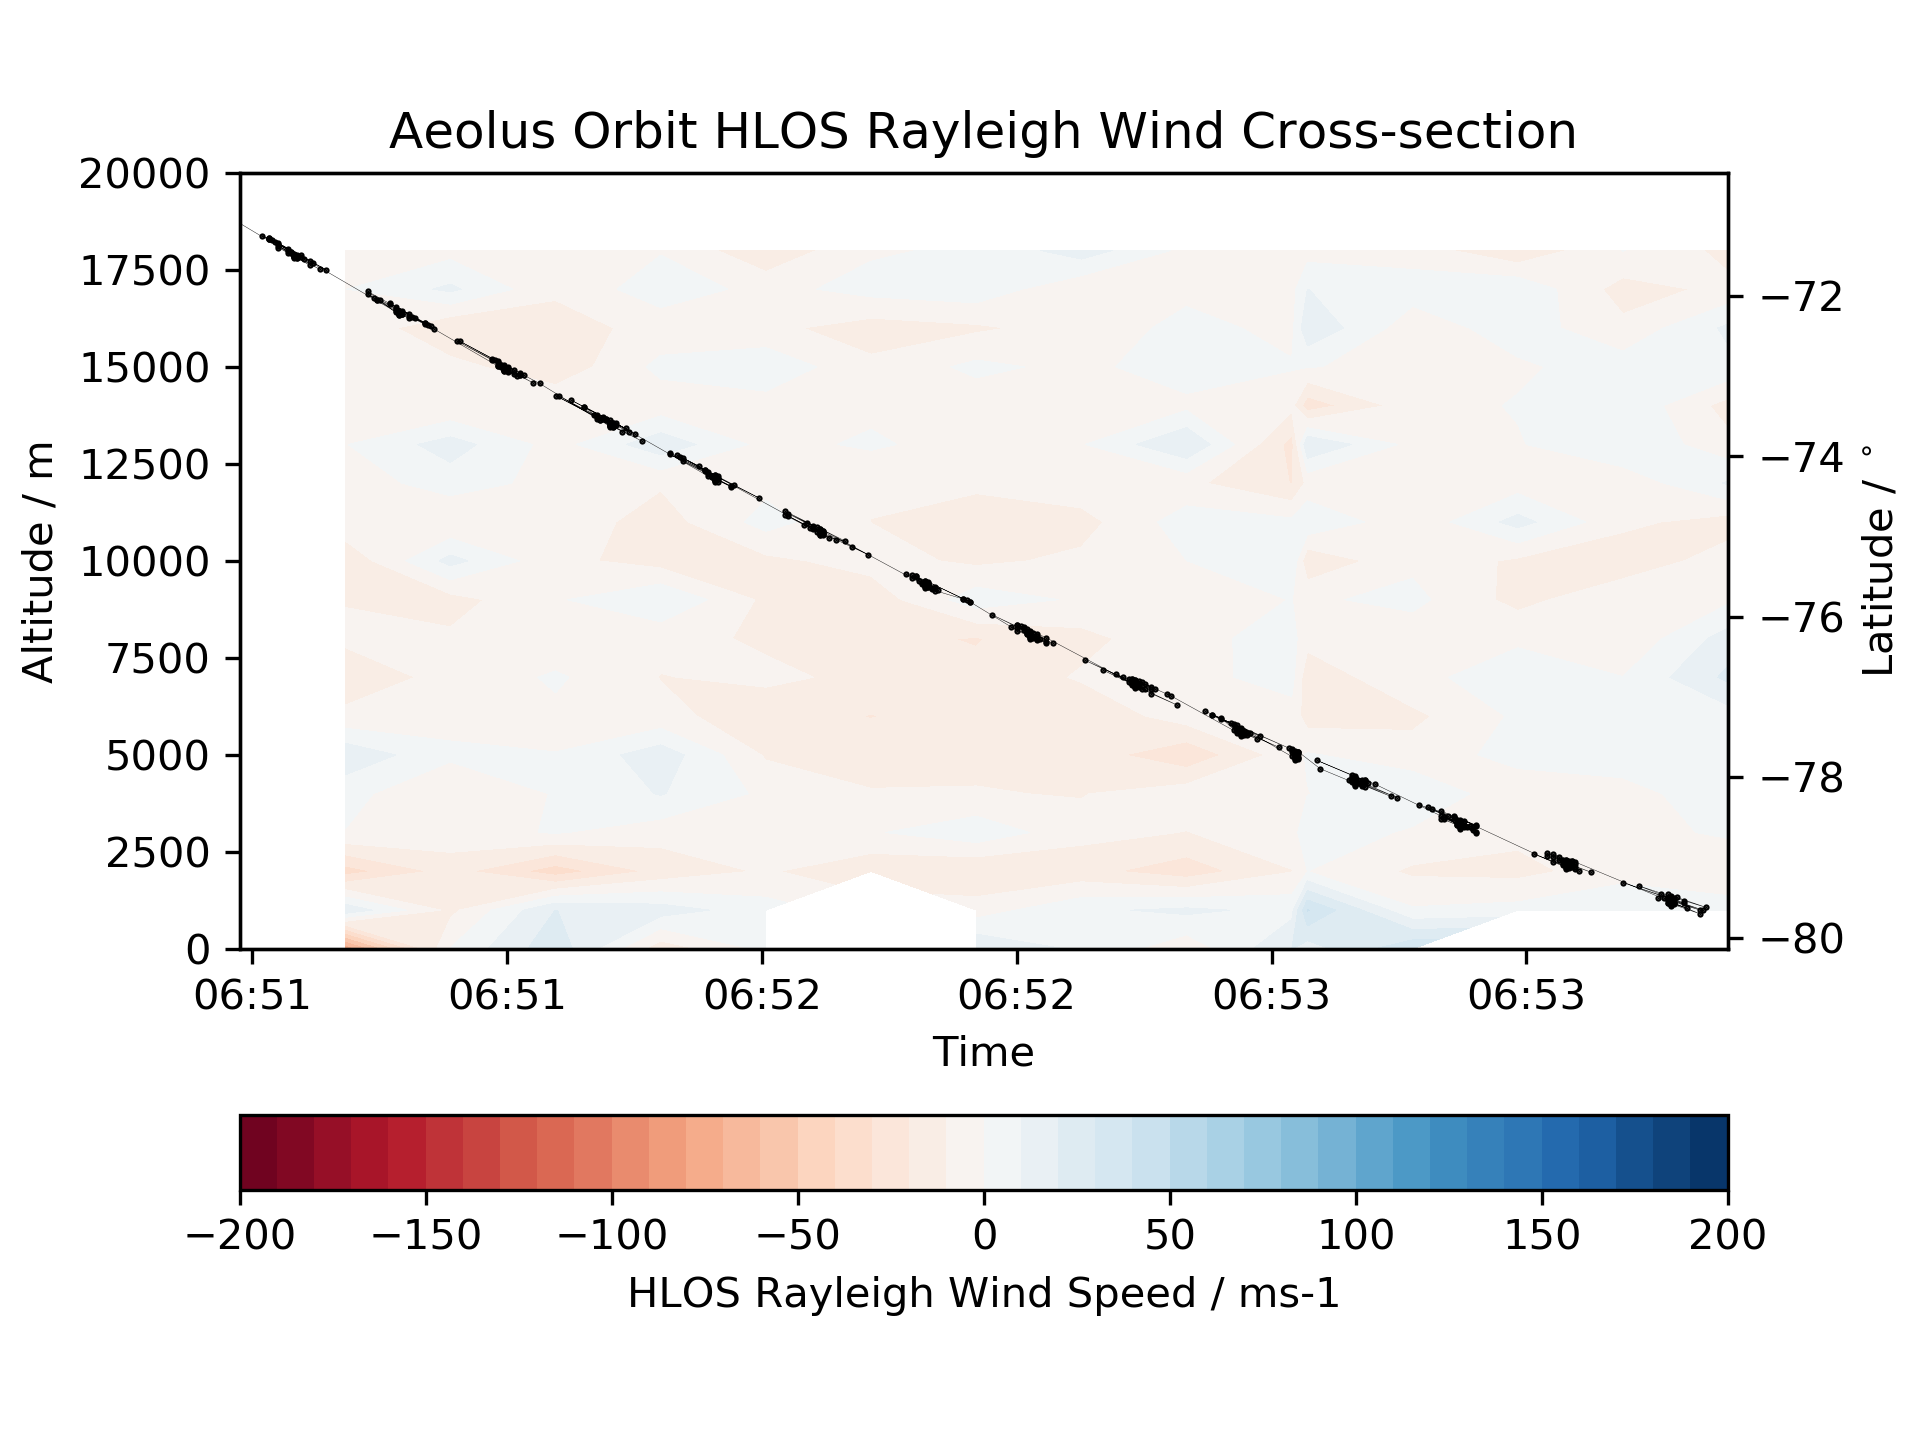 Aeolus Orbit HLOS Rayleigh Wind Cross-section
20000
17500
15000
12500
10000
7500
5000
2500
0
Altitude / m
−72
−74
−76
−78
−80
Latitude / °
06:51 06:51 06:52 06:52 06:53 06:53
Time
−200 −150 −100 −50 0 50 100 150 200
HLOS Rayleigh Wind Speed / ms-1